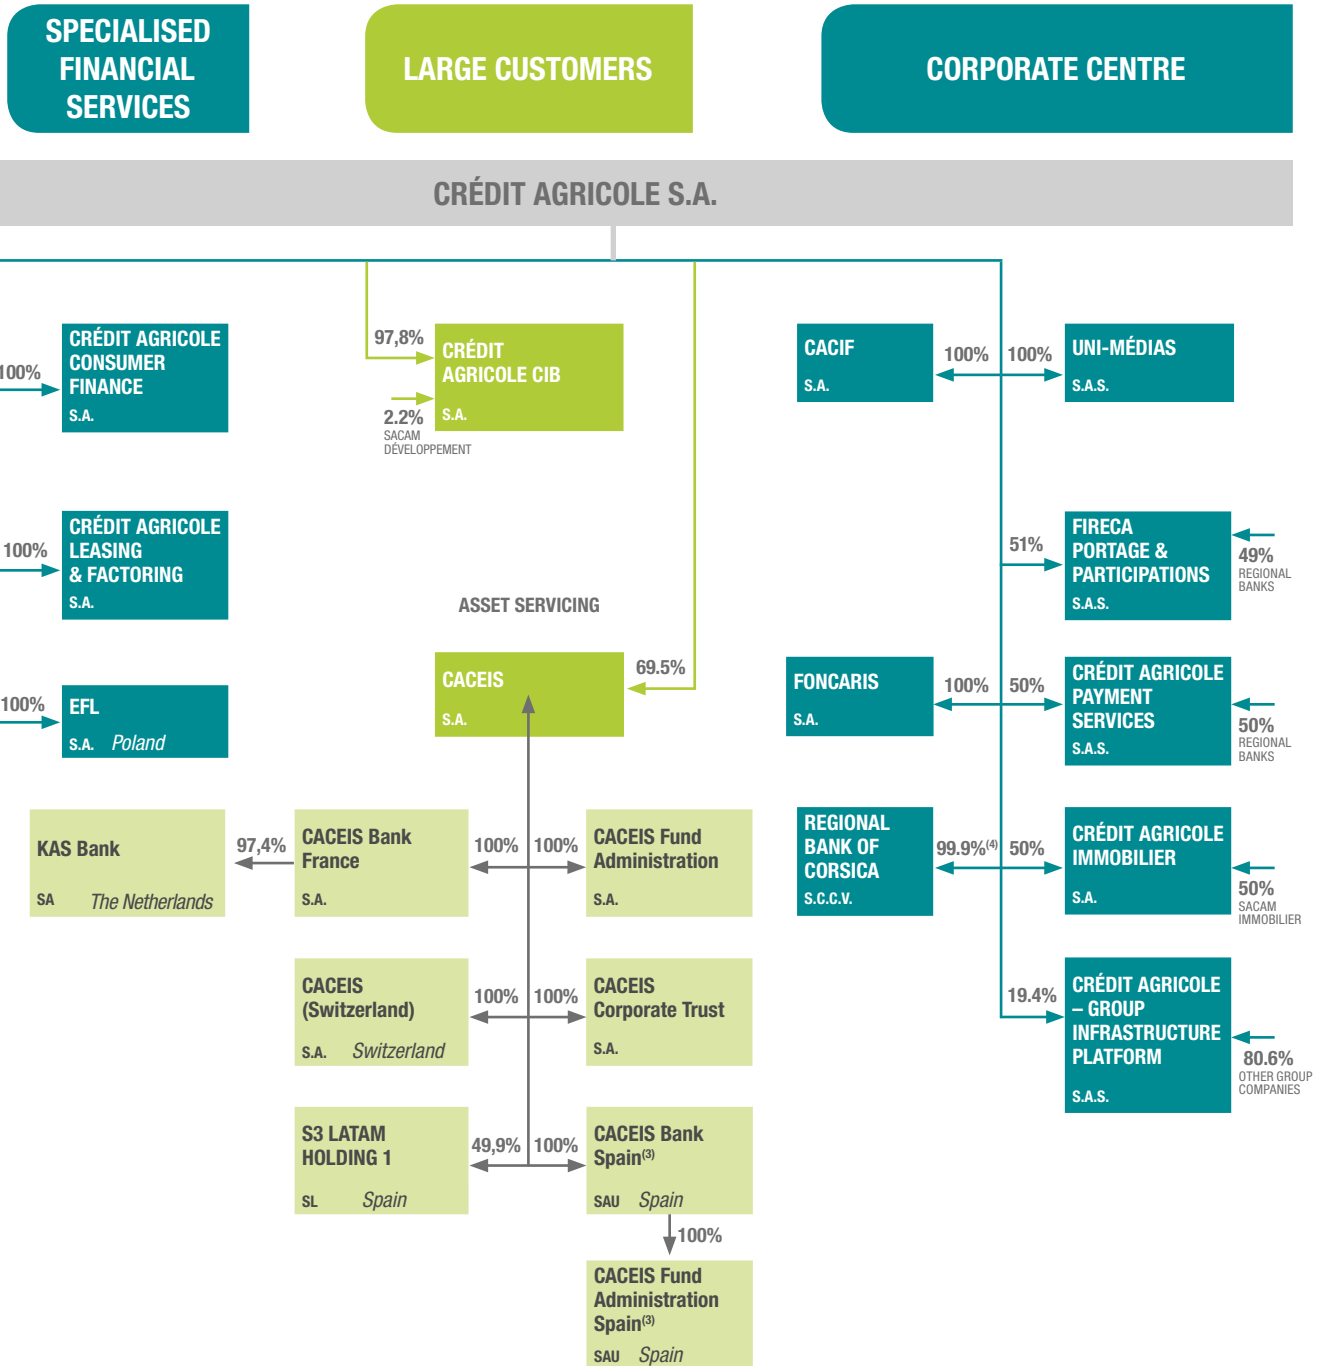 SPECIALISED
FINANCIAL
SERVICES
LARGE CUSTOMERS
CORPORATE CENTRE
CRÉDIT AGRICOLE S.A.
100%
CRÉDIT AGRICOLE
CONSUMER
FINANCE
S.A.
100%
CRÉDIT AGRICOLE
LEASING
& FACTORING
S.A.
100%
EFL
S.A. Poland
97,8%
CRÉDIT
AGRICOLE CIB
S.A.
2.2%
SACAM
DÉVELOPPEMENT
ASSET SERVICING
69.5%
CACEIS
S.A.
KAS Bank
SA The Netherlands
97,4%
CACEIS Bank
France
S.A.
100%
100%
CACEIS Fund
Administration
S.A.
CACEIS
(Switzerland)
S.A. Switzerland
100%
100%
CACEIS
Corporate Trust
S.A.
S3 LATAM
HOLDING 1
SL Spain
49,9%
100%
CACEIS Bank
Spain(3)
SAU Spain
100%
CACEIS Fund
Administration
Spain(3)
SAU Spain
CACIF
S.A.
100%
100%
UNI-MÉDIAS
S.A.S.
51%
FIRECA
PORTAGE &
PARTICIPATIONS
S.A.S.
49%
REGIONAL
BANKS
FONCARIS
S.A.
100%
50%
CRÉDIT AGRICOLE
PAYMENT
SERVICES
S.A.S.
50%
REGIONAL
BANKS
REGIONAL
BANK OF
CORSICA
S.C.C.V.
99.9%(4)
50%
CRÉDIT AGRICOLE
IMMOBILIER
S.A.
50%
SACAM
IMMOBILIER
19.4%
CRÉDIT AGRICOLE
– GROUP
INFRASTRUCTURE
PLATFORM
S.A.S.
80.6%
OTHER GROUP
COMPANIES